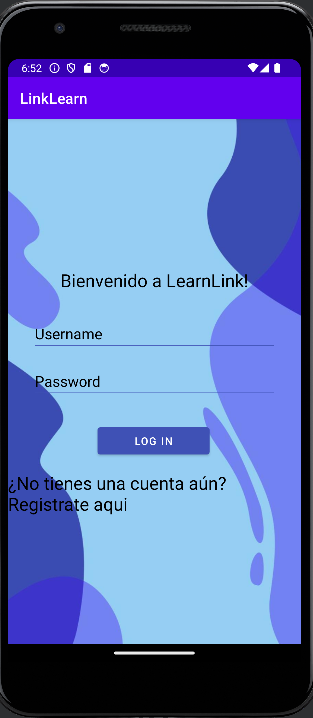 6:52
LinkLearn
Bienvenido a LearnLink!
Username
Password
LOG IN
¿No tienes una cuenta aún?
Registrate aqui